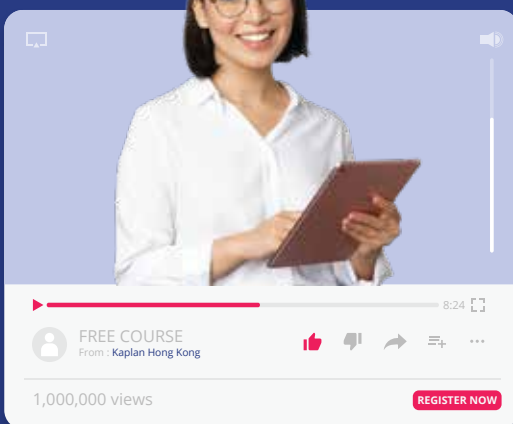 8:24
FREE COURSE
From : Kaplan Hong Kong
1,000,000 views
REGISTER NOW